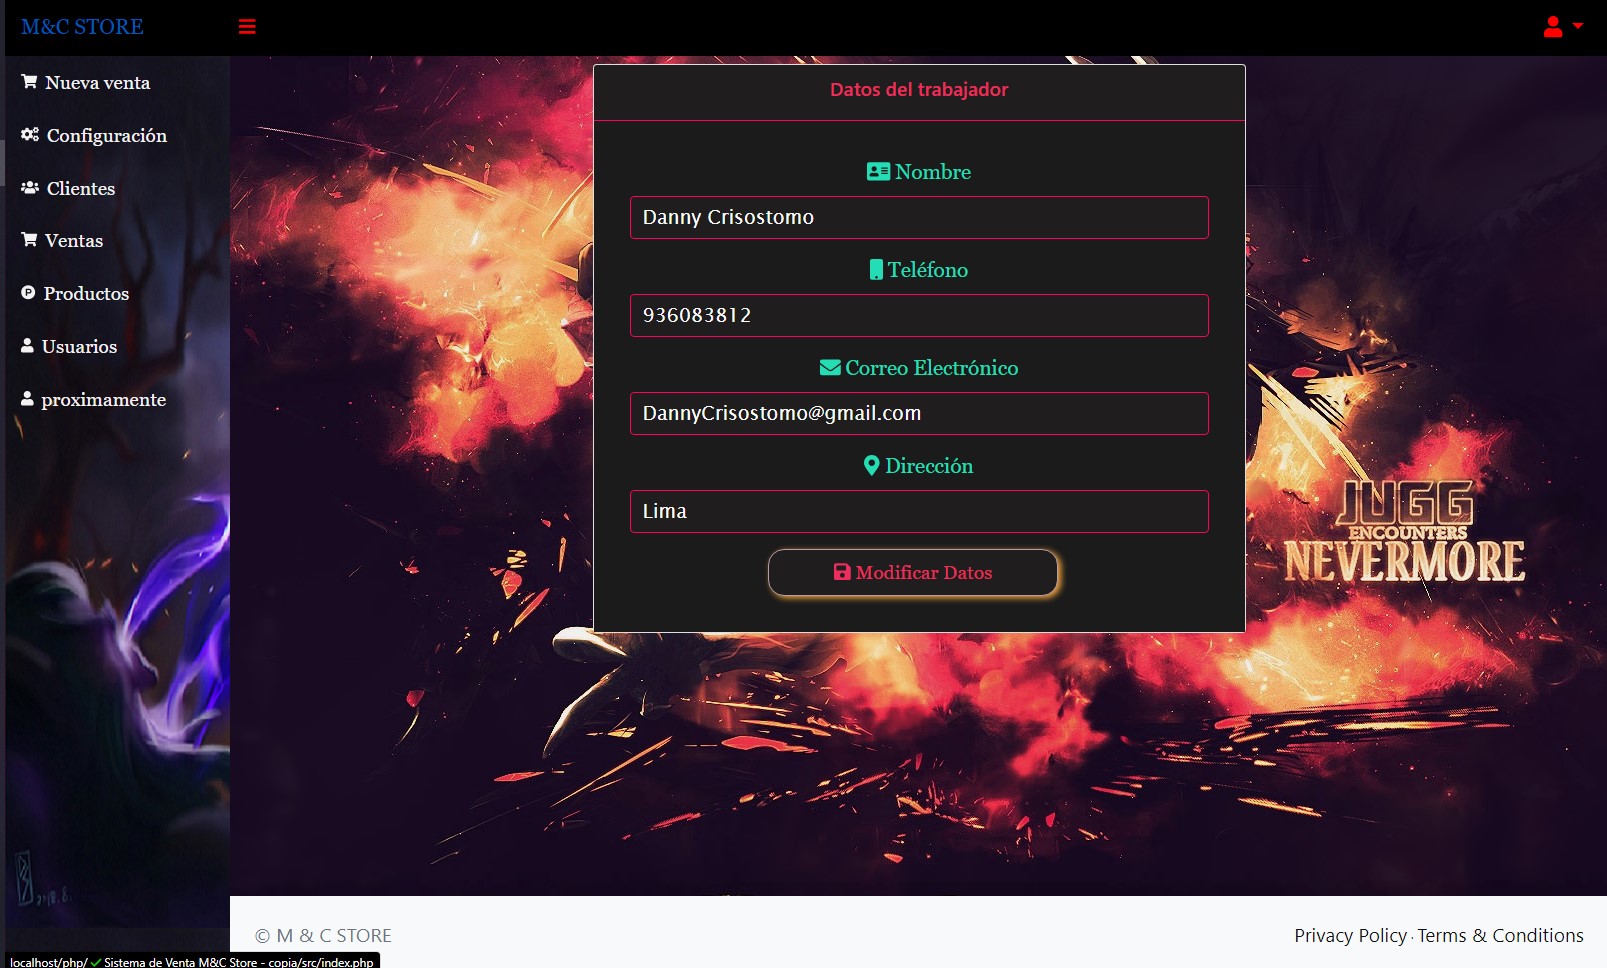 M&C STORE
Nueva venta
Configuración
Clientes
Ventas
Productos
Usuarios
proximamente
Datos del trabajador
Nombre
Danny Crisostomo
Teléfono
936083812
Correo Electrónico
DannyCrisostomo@gmail.com
Dirección
Lima
Modificar Datos
JUGG
ENCOUNTERS
NEVERMORE
© M & C STORE
Privacy Policy · Terms & Conditions
localhost/php/✓Sistema de Venta M&C Store - copia/src/index.php